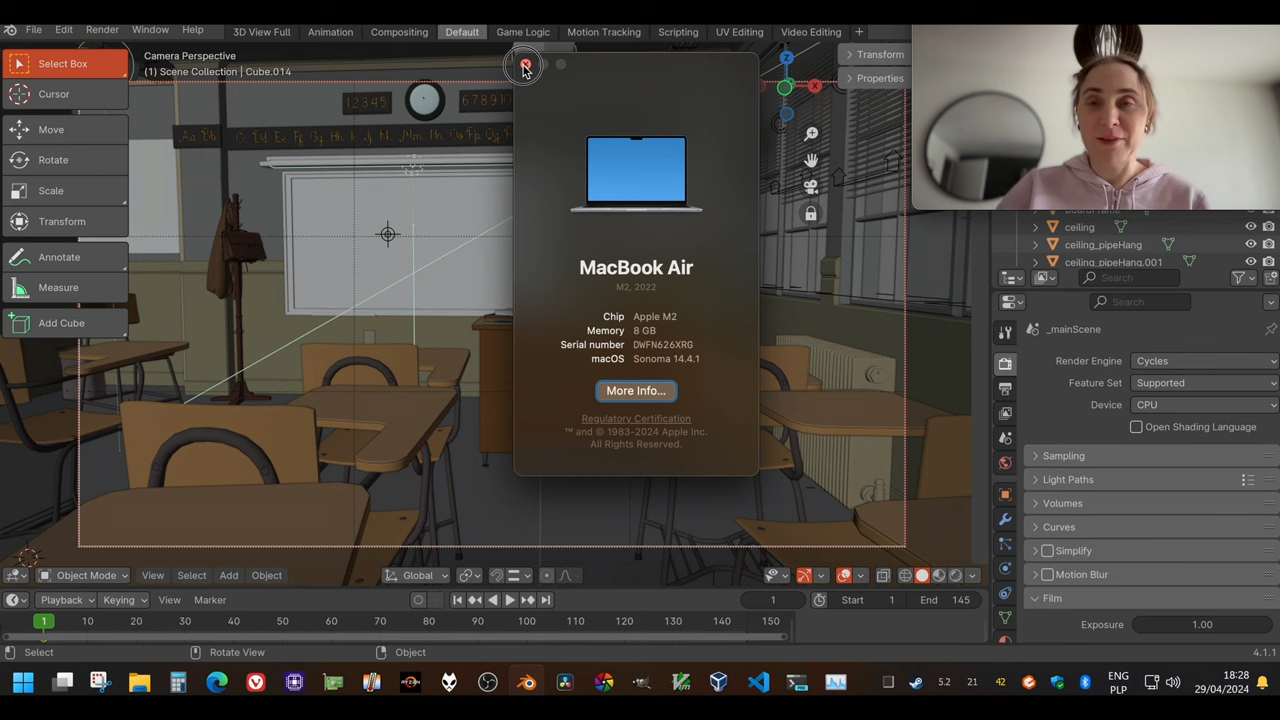 File Edit Render Window Help
3D View Full Animation Compositing Default Game Logic Motion Tracking Scripting UV Editing Video Editing +
Select Box
Cursor
Move
Rotate
Scale
Transform
Annotate
Measure
Add Cube
Camera Perspective
(1) Scene Collection | Cube.014
12345
678910
MacBook Air
M2, 2022
Chip Apple M2
Memory 8 GB
Serial number DWFN626XRG
macOS Sonoma 14.4.1
More Info...
Regulatory Certification
™ and © 1983-2024 Apple Inc.
All Rights Reserved.
Transform
Properties
X
Z
ceiling
ceiling_pipeHang
ceiling_pipeHang.001
Search
Search
_mainScene
Render Engine Cycles
Feature Set Supported
Device CPU
Open Shading Language
Sampling
Light Paths
Volumes
Curves
Simplify
Motion Blur
Film
Exposure 1.00
Object Mode View Select Add Object Global
Playback Keying View Marker 1 Start 1 End 145
1 10 20 30 40 50 60 70 80 90 100 110 120 130 140 150
Select Rotate View Object 4.1.1
RYZEN 5.2 21 42 ENG
PLP
18:28
29/04/2024